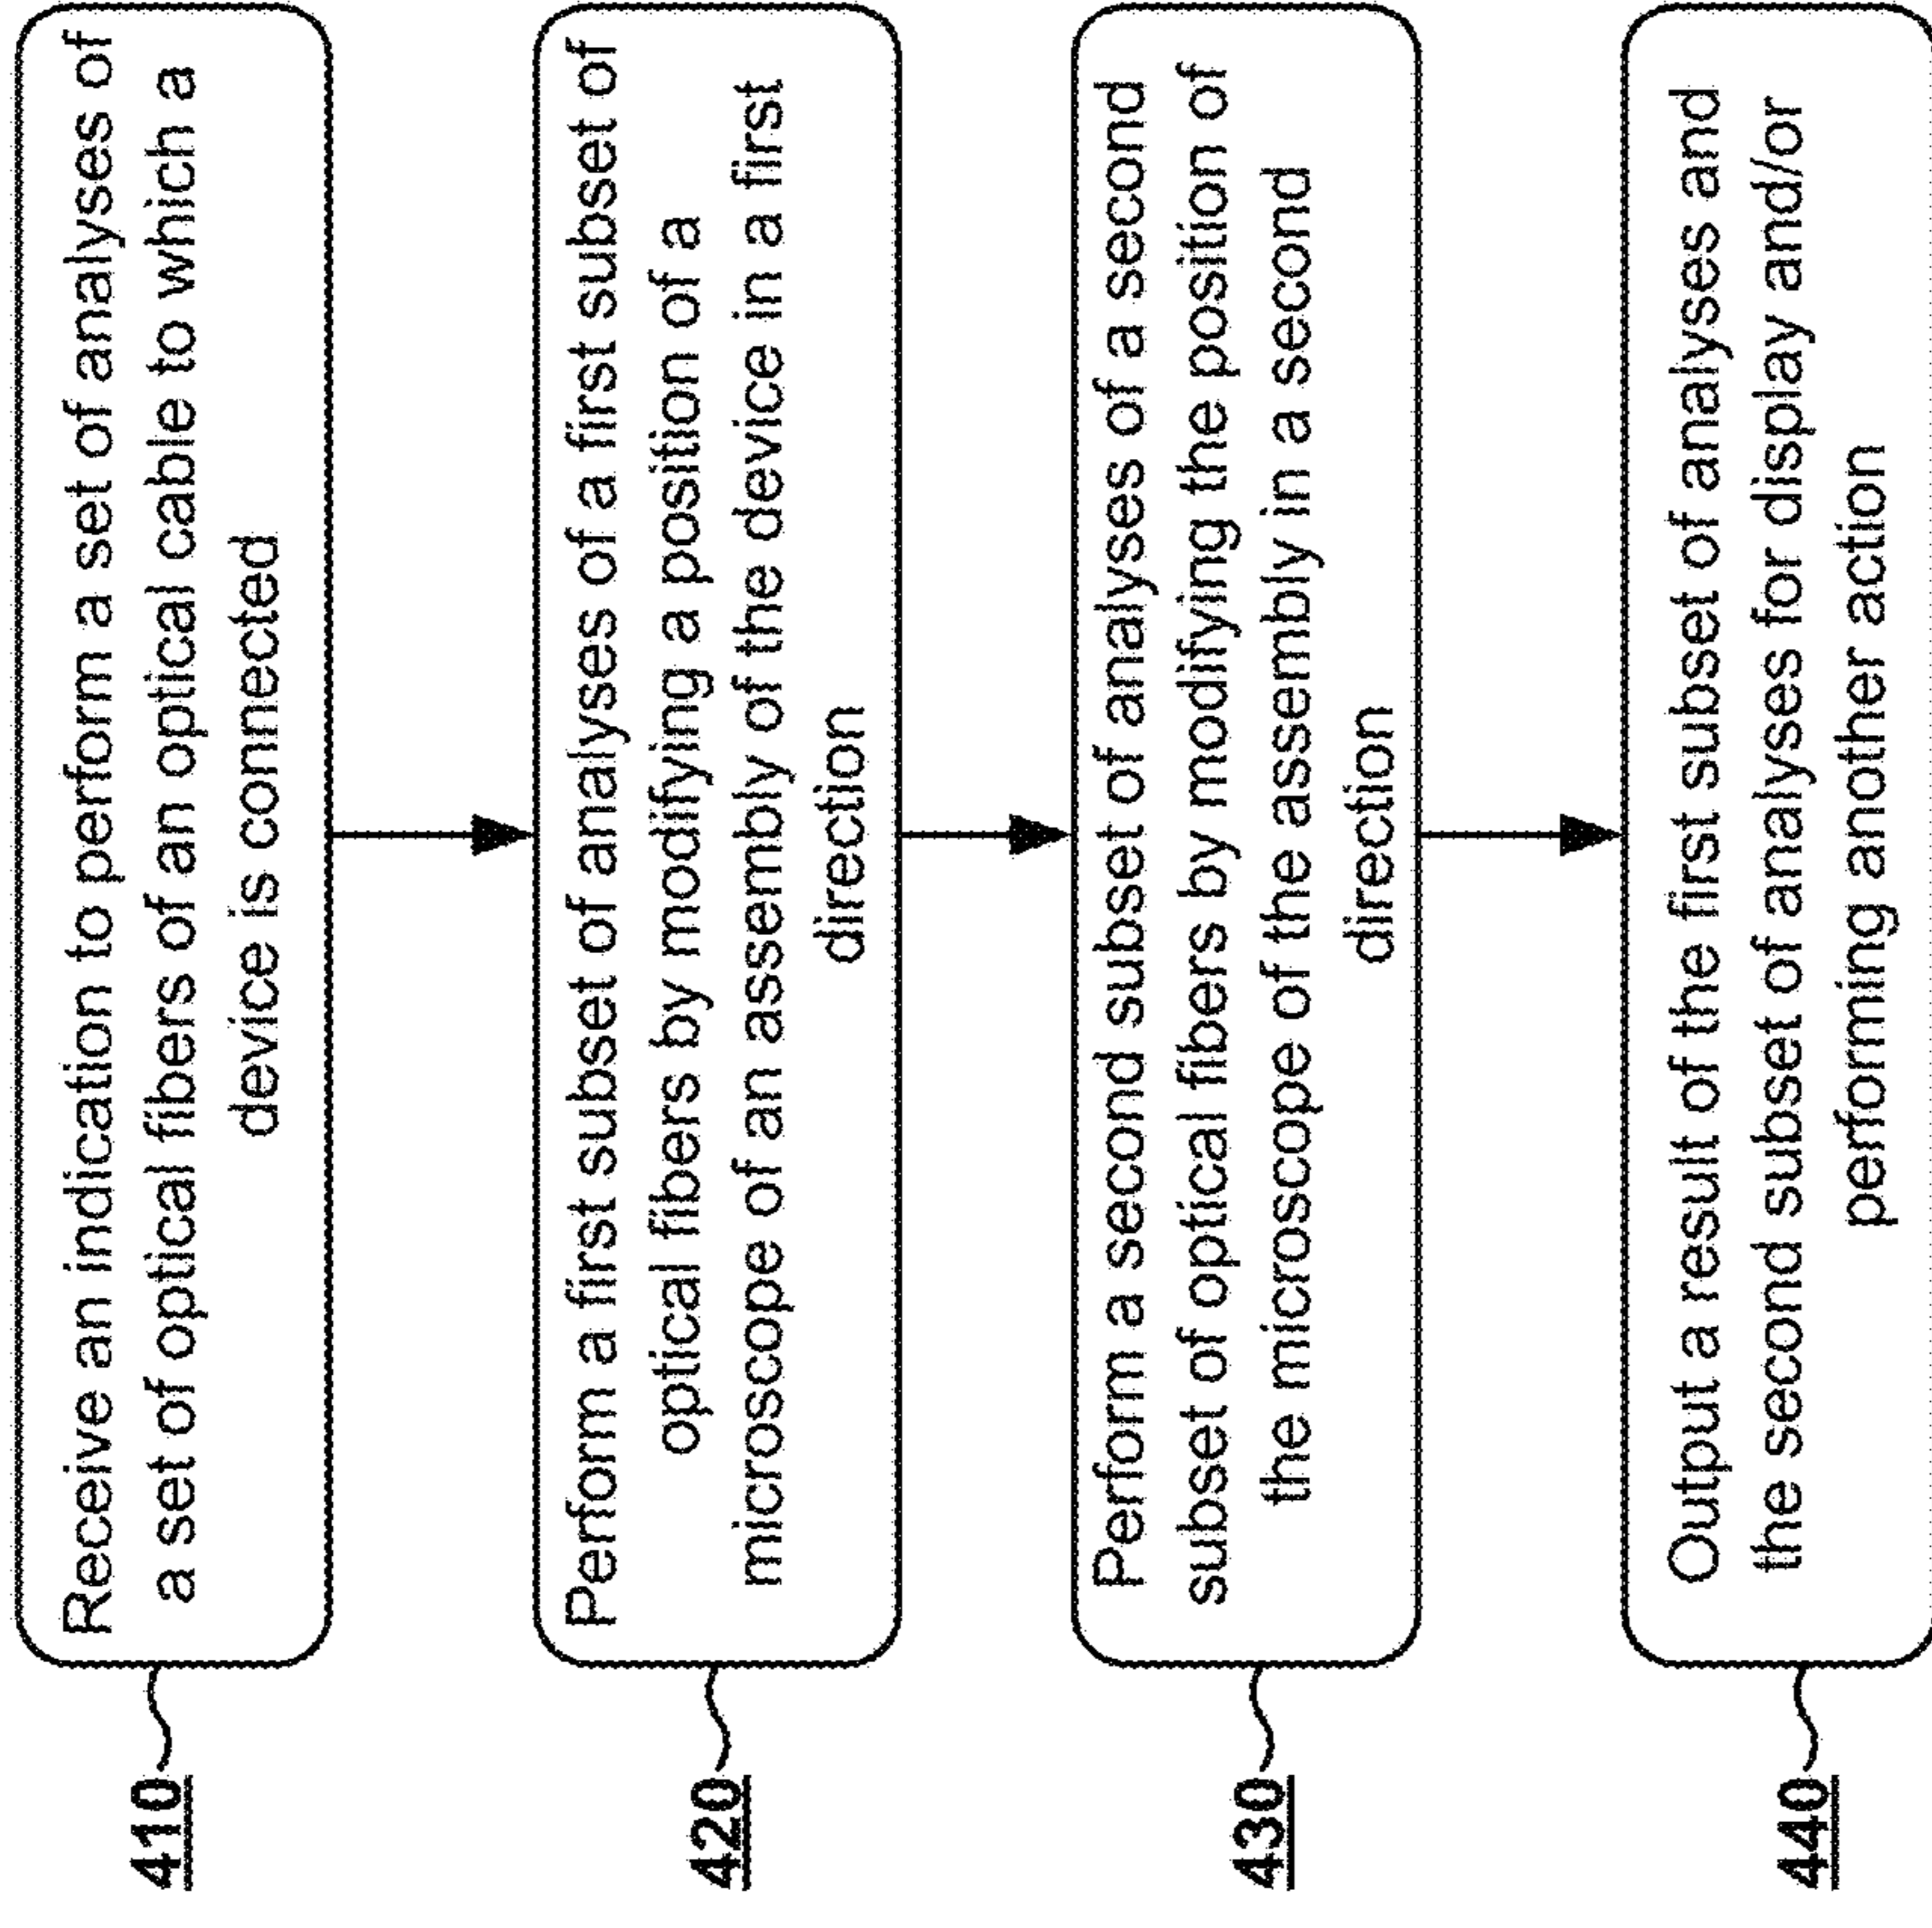 410
Receive an indication to perform a set of analyses of
a set of optical fibers of an optical cable to which a
device is connected
420
Perform a first subset of analyses of a first subset of
optical fibers by modifying a position of a
microscope of an assembly of the device in a first
direction
430
Perform a second subset of analyses of a second
subset of optical fibers by modifying the position of
the microscope of the assembly in a second
direction
440
Output a result of the first subset of analyses and
the second subset of analyses for display and/or
performing another action